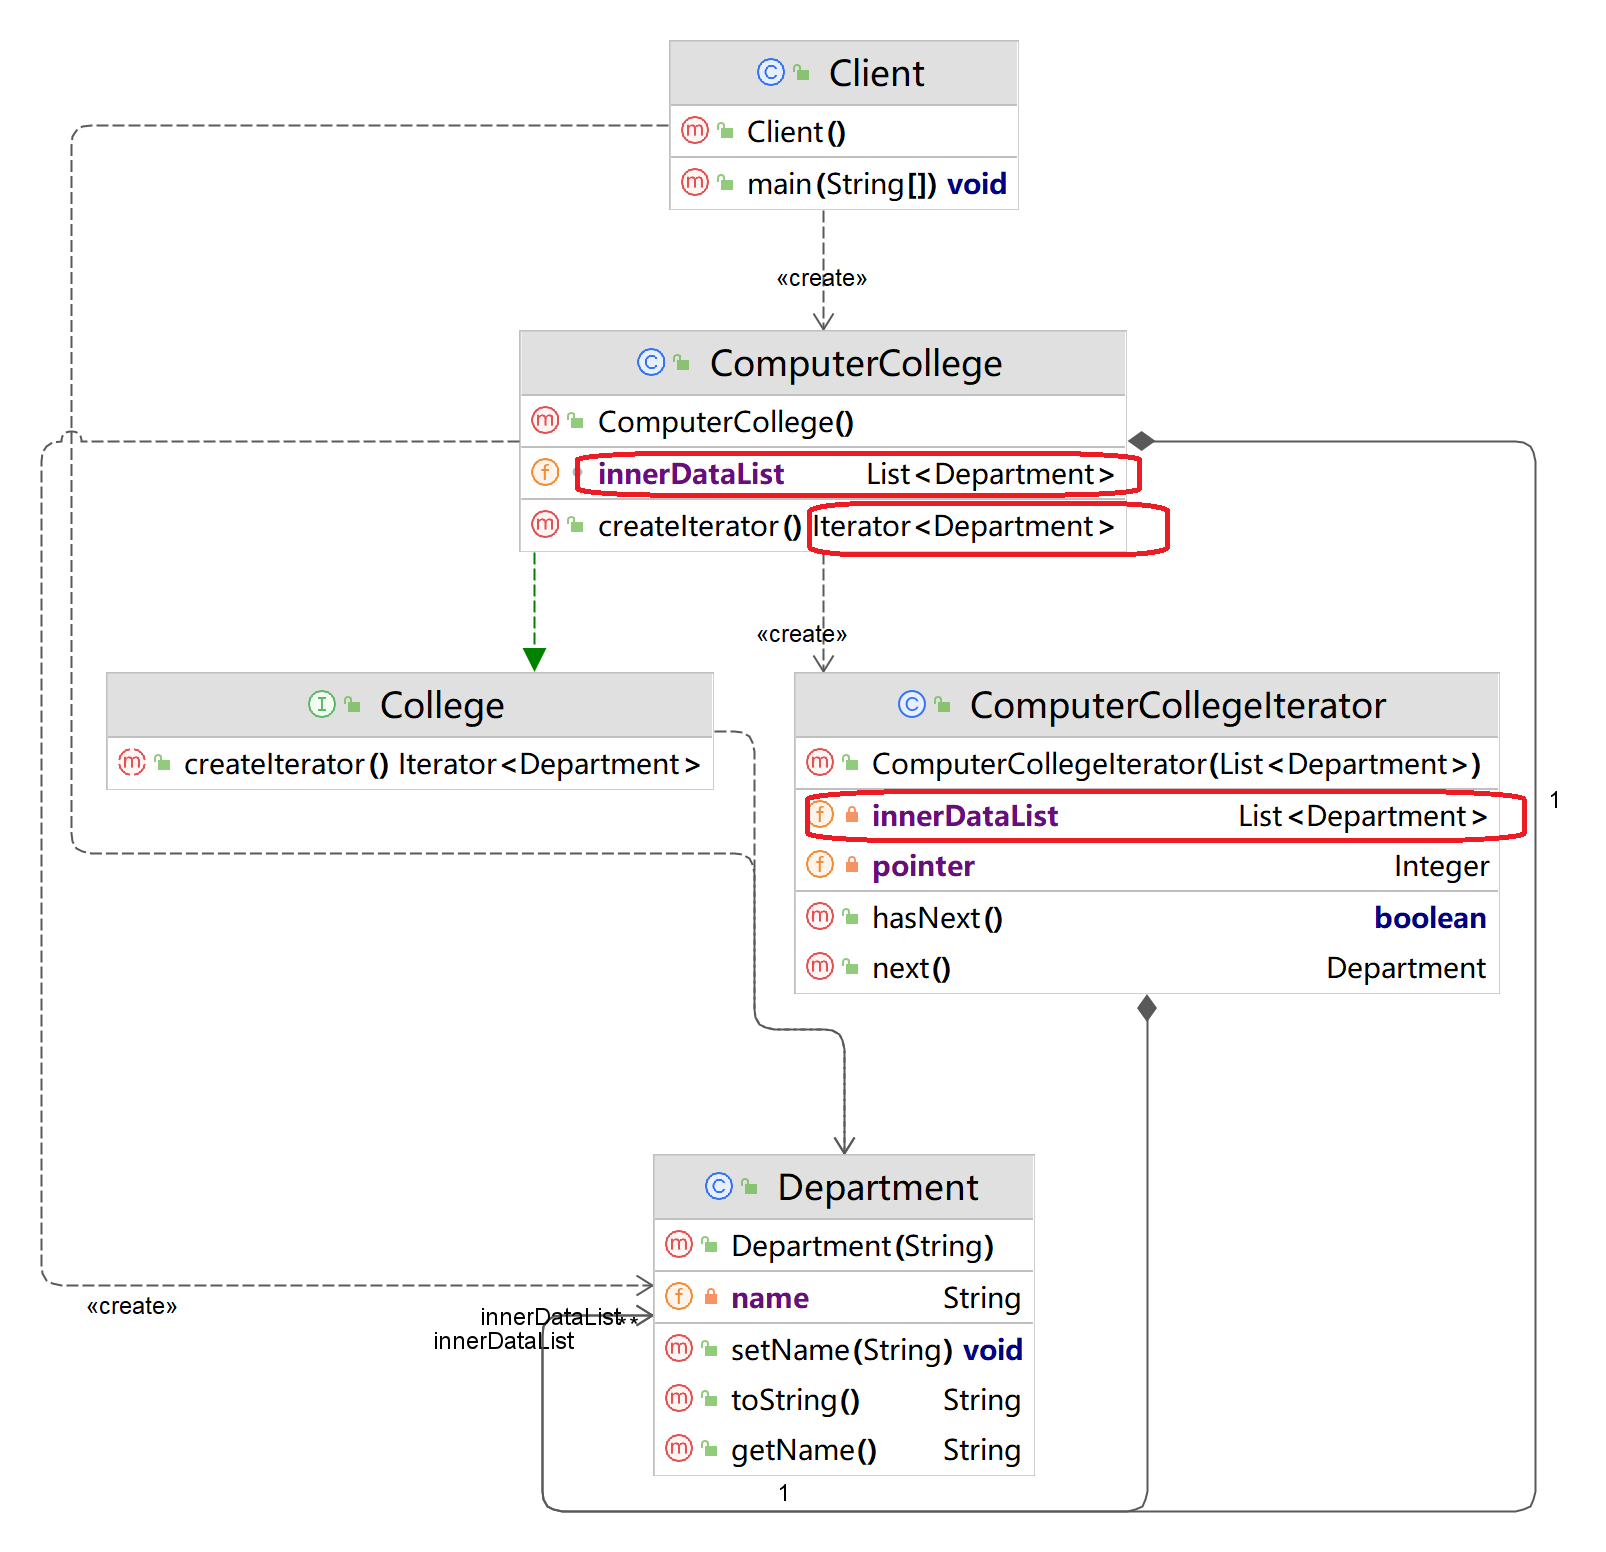 Client
Client()
main(String[]) void
«create»
ComputerCollege
ComputerCollege()
innerDataList List<Department>
createIterator() Iterator<Department>
«create»
College
createIterator() Iterator<Department>
ComputerCollegeIterator
ComputerCollegeIterator(List<Department>)
innerDataList List<Department>
pointer Integer
hasNext() boolean
next() Department
1
Department
Department(String)
name String
setName(String) void
toString() String
getName() String
«create»
innerDataList**
innerDataList
1